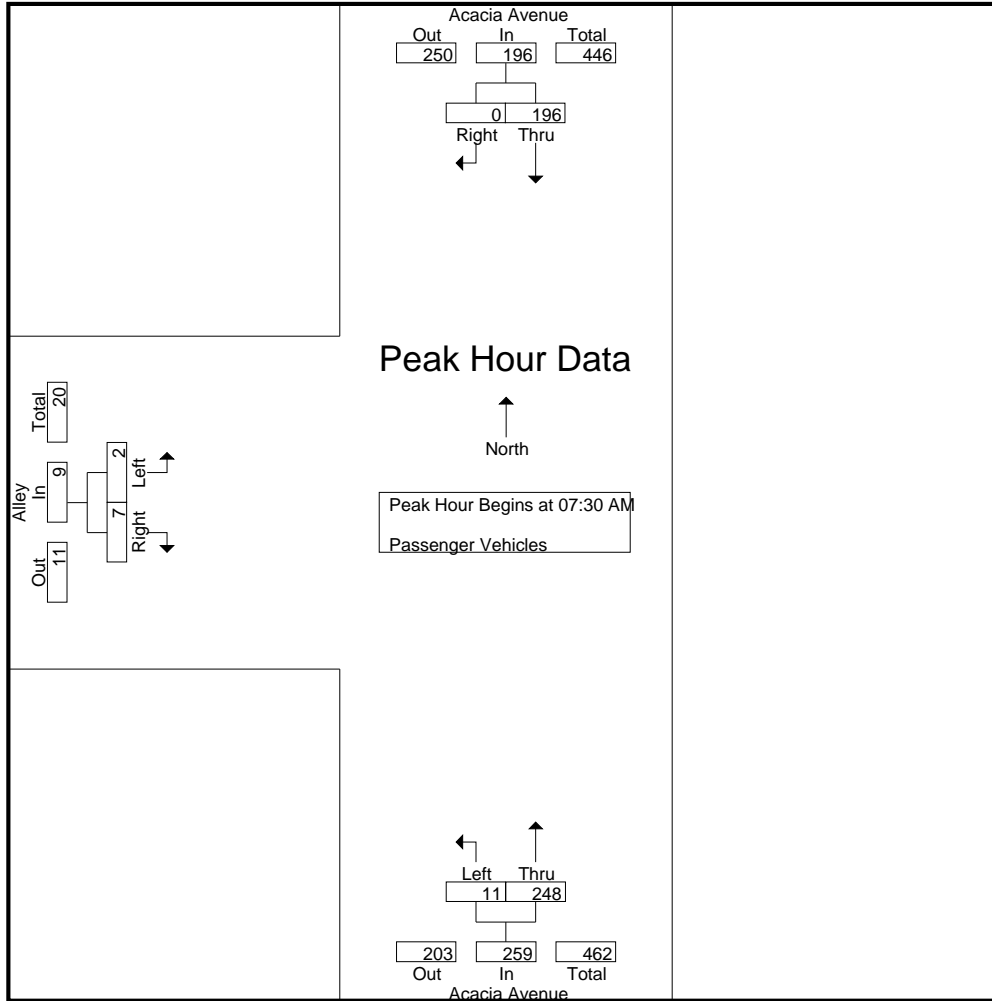 Acacia Avenue
Out In Total
250 196 446
0 196
Right Thru
Peak Hour Data
North
Peak Hour Begins at 07:30 AM
Passenger Vehicles
Alley
Total In Out
20 9 11
2 7
Left Right
Left Thru
11 248
203 259 462
Out In Total
Acacia Avenue